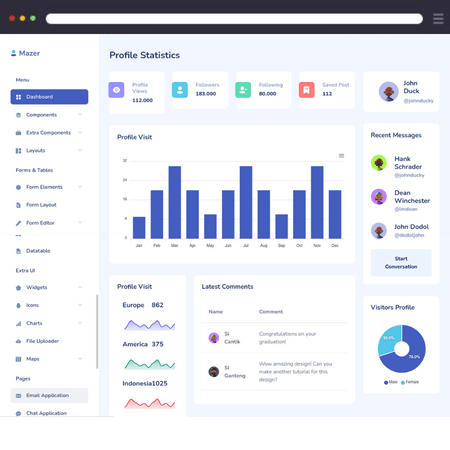 Mazer
Menu
Dashboard
Components
Extra Components
Layouts
Forms & Tables
Form Elements
Form Layout
Form Editor
Datatable
Extra UI
Widgets
Icons
Charts
File Uploader
Maps
Pages
Email Application
Chat Application
Profile Statistics
Profile
Views
112.000
Followers
183.000
Following
80.000
Saved Post
112
John
Duck
@johnducky
Profile Visit
32
24
16
8
0
Jan Feb Mar Apr May Jun Jul Aug Sep Oct Nov Dec
Recent Messages
Hank
Schrader
@johnducky
Dean
Winchester
@imdean
John Dodol
@dodoljohn
Start
Conversation
Profile Visit
Europe 862
America 375
Indonesia1025
Latest Comments
Name Comment
Si
Cantik
Congratulations on your
graduation!
Si
Ganteng
Wow amazing design! Can you
make another tutorial for this
design?
Visitors Profile
30.0%
70.0%
Male Female